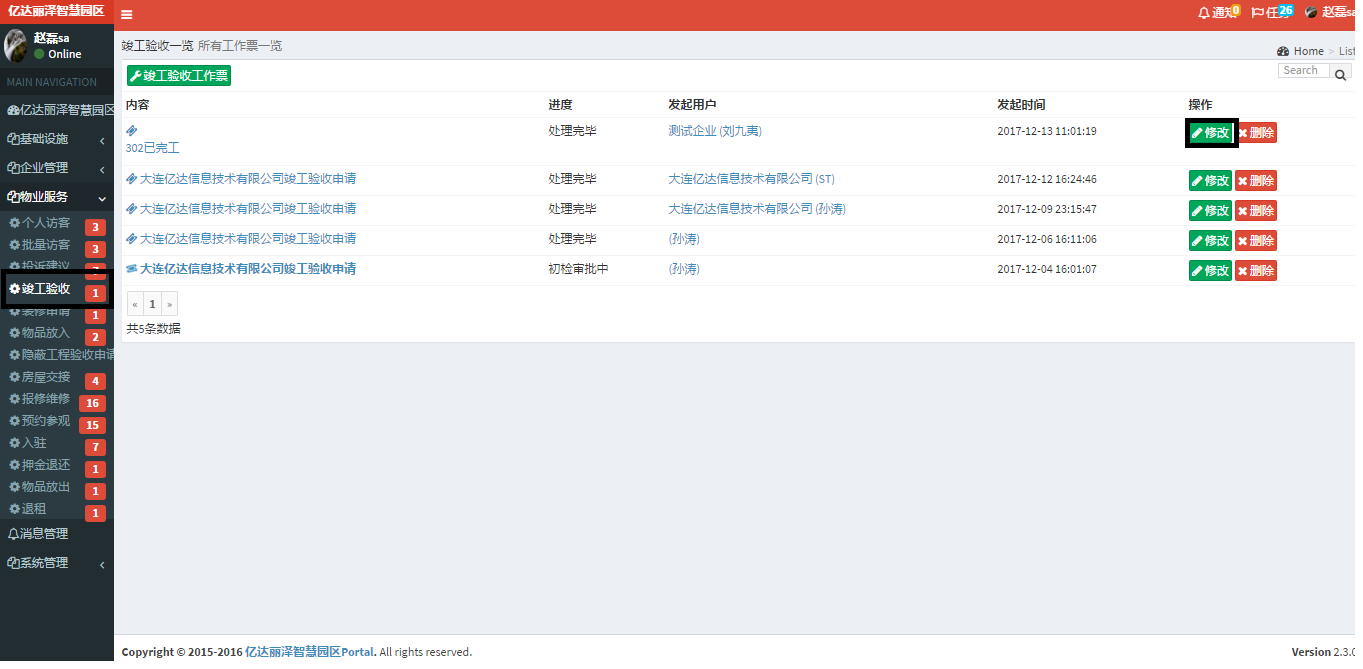 亿达丽泽智慧园区
通知 0
任务 26
赵磊sa
赵磊sa
Online
MAIN NAVIGATION
亿达丽泽智慧园区
基础设施
企业管理
物业服务
个人访客 3
批量访客 3
投诉建议
竣工验收 1
装修申请 1
物品放入 2
隐蔽工程验收申请
房屋交接 4
报修维修 16
预约参观 15
入驻 7
押金退还 1
物品放出 1
退租 1
消息管理
系统管理
竣工验收一览 所有工作票一览
Home > List
竣工验收工作票
Search
内容 进度 发起用户 发起时间 操作
302已完工 处理完毕 测试企业 (刘九夷) 2017-12-13 11:01:19 修改 删除
大连亿达信息技术有限公司竣工验收申请 处理完毕 大连亿达信息技术有限公司 (ST) 2017-12-12 16:24:46 修改 删除
大连亿达信息技术有限公司竣工验收申请 处理完毕 大连亿达信息技术有限公司 (孙涛) 2017-12-09 23:15:47 修改 删除
大连亿达信息技术有限公司竣工验收申请 处理完毕 (孙涛) 2017-12-06 16:11:06 修改 删除
大连亿达信息技术有限公司竣工验收申请 初检审批中 (孙涛) 2017-12-04 16:01:07 修改 删除
« 1 »
共5条数据
Copyright © 2015-2016 亿达丽泽智慧园区Portal. All rights reserved.
Version 2.3.0